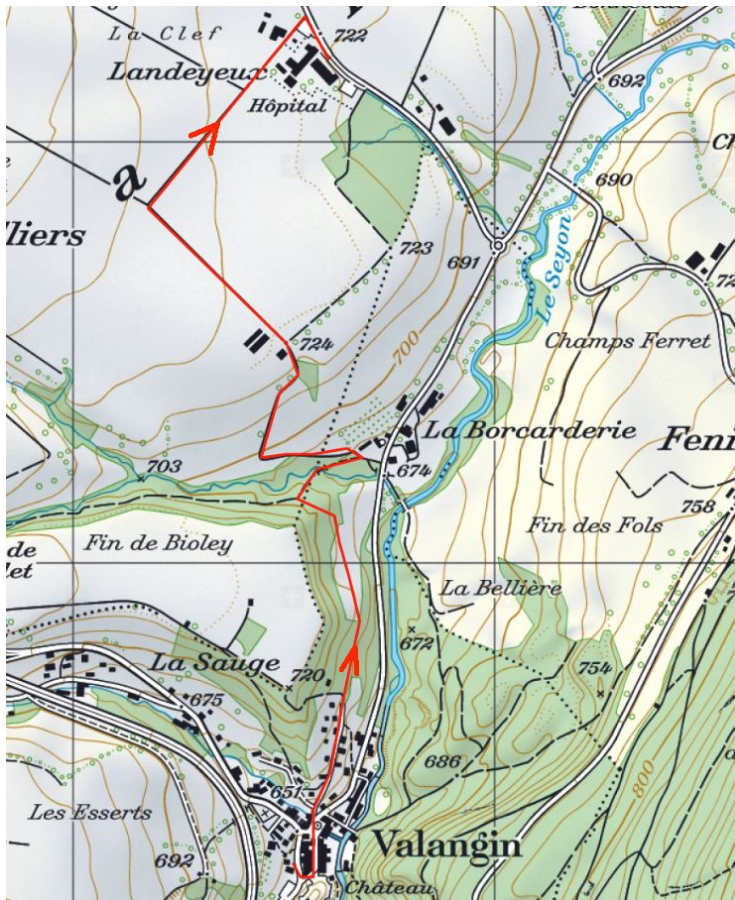 La Clef
722
Landeyeux
Hôpital
692
a
690
lliers
723
691
Le Seyon
724
700
Champs Ferret
La Borcarderie
Feni
703
674
758
Fin des Fols
de
Fin de Bioley
let
La Bellière
672
La Sauge
720
754
675
686
800
651
Les Esserts
Valangin
692
Château